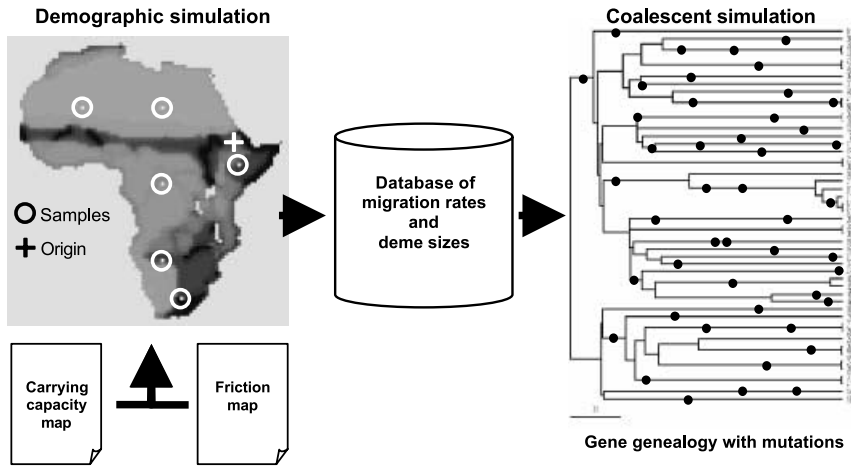 Demographic simulation
Coalescent simulation
Samples
Origin
Database of
migration rates
and
deme sizes
Carrying
capacity
map
Friction
map
Gene genealogy with mutations